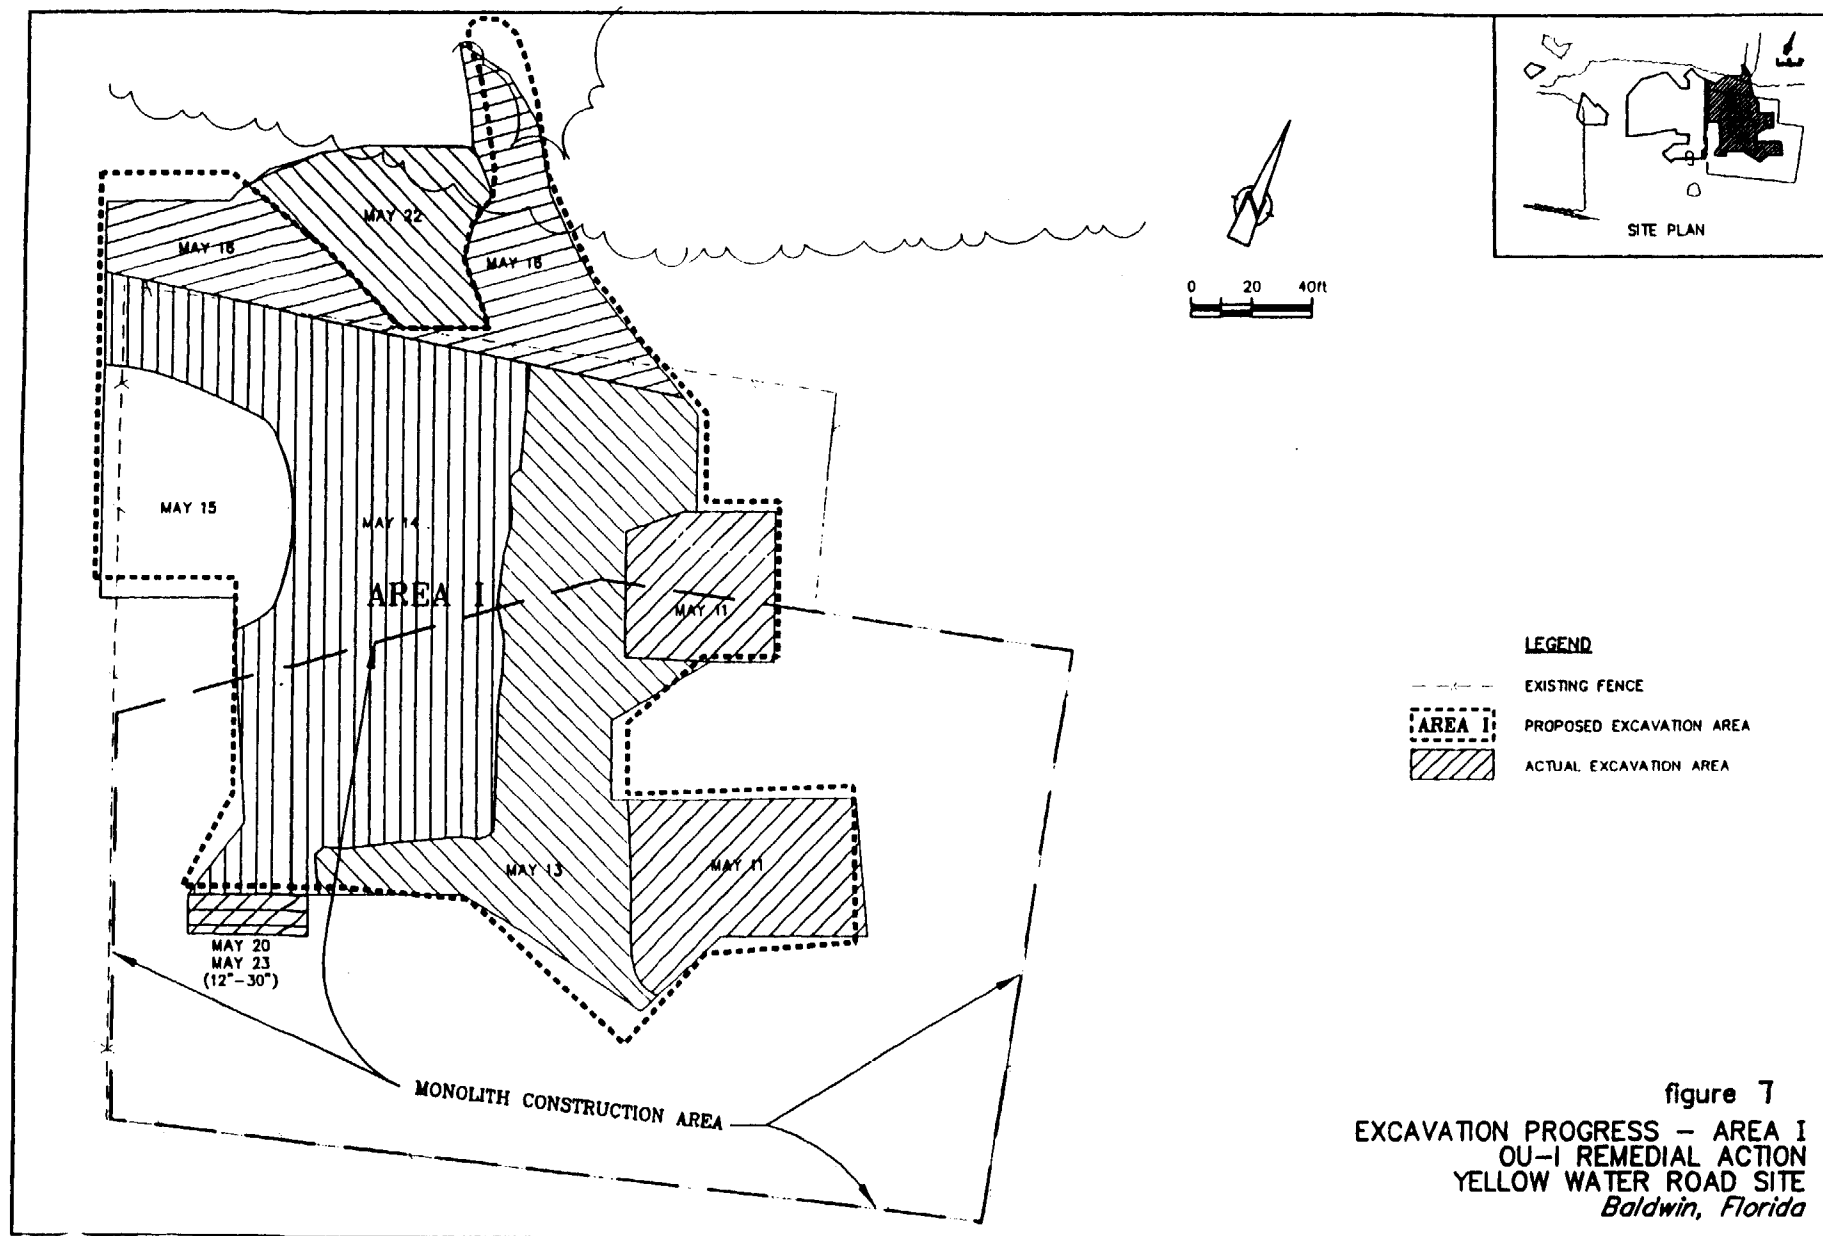 SITE PLAN
N
0 20 40ft
MAY 22
MAY 16
MAY 16
MAY 15
MAY 14
AREA I
MAY 11
MAY 13
MAY 11
MAY 20
MAY 23
(12"-30")
MONOLITH CONSTRUCTION AREA
LEGEND
EXISTING FENCE
AREA I PROPOSED EXCAVATION AREA
ACTUAL EXCAVATION AREA
figure 7
EXCAVATION PROGRESS - AREA I
OU-I REMEDIAL ACTION
YELLOW WATER ROAD SITE
Baldwin, Florida